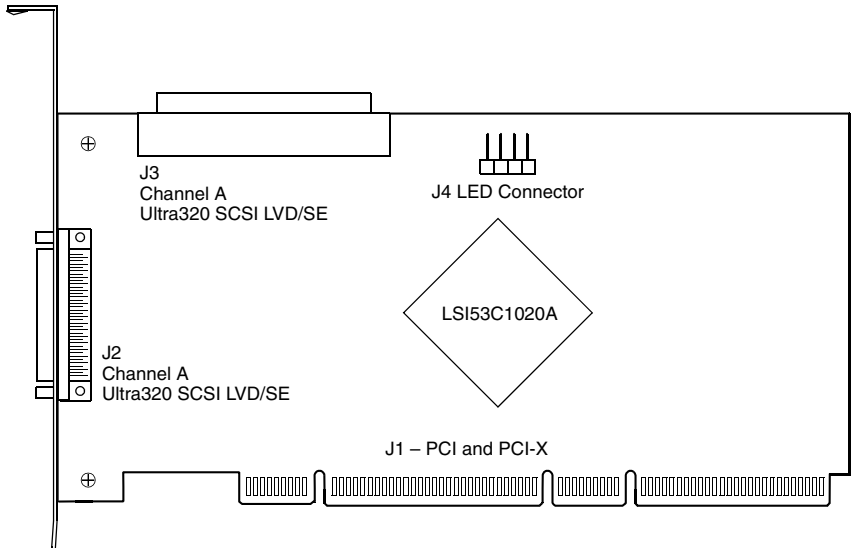 J3
Channel A
Ultra320 SCSI LVD/SE
J4 LED Connector
LSI53C1020A
J2
Channel A
Ultra320 SCSI LVD/SE
J1 – PCI and PCI-X